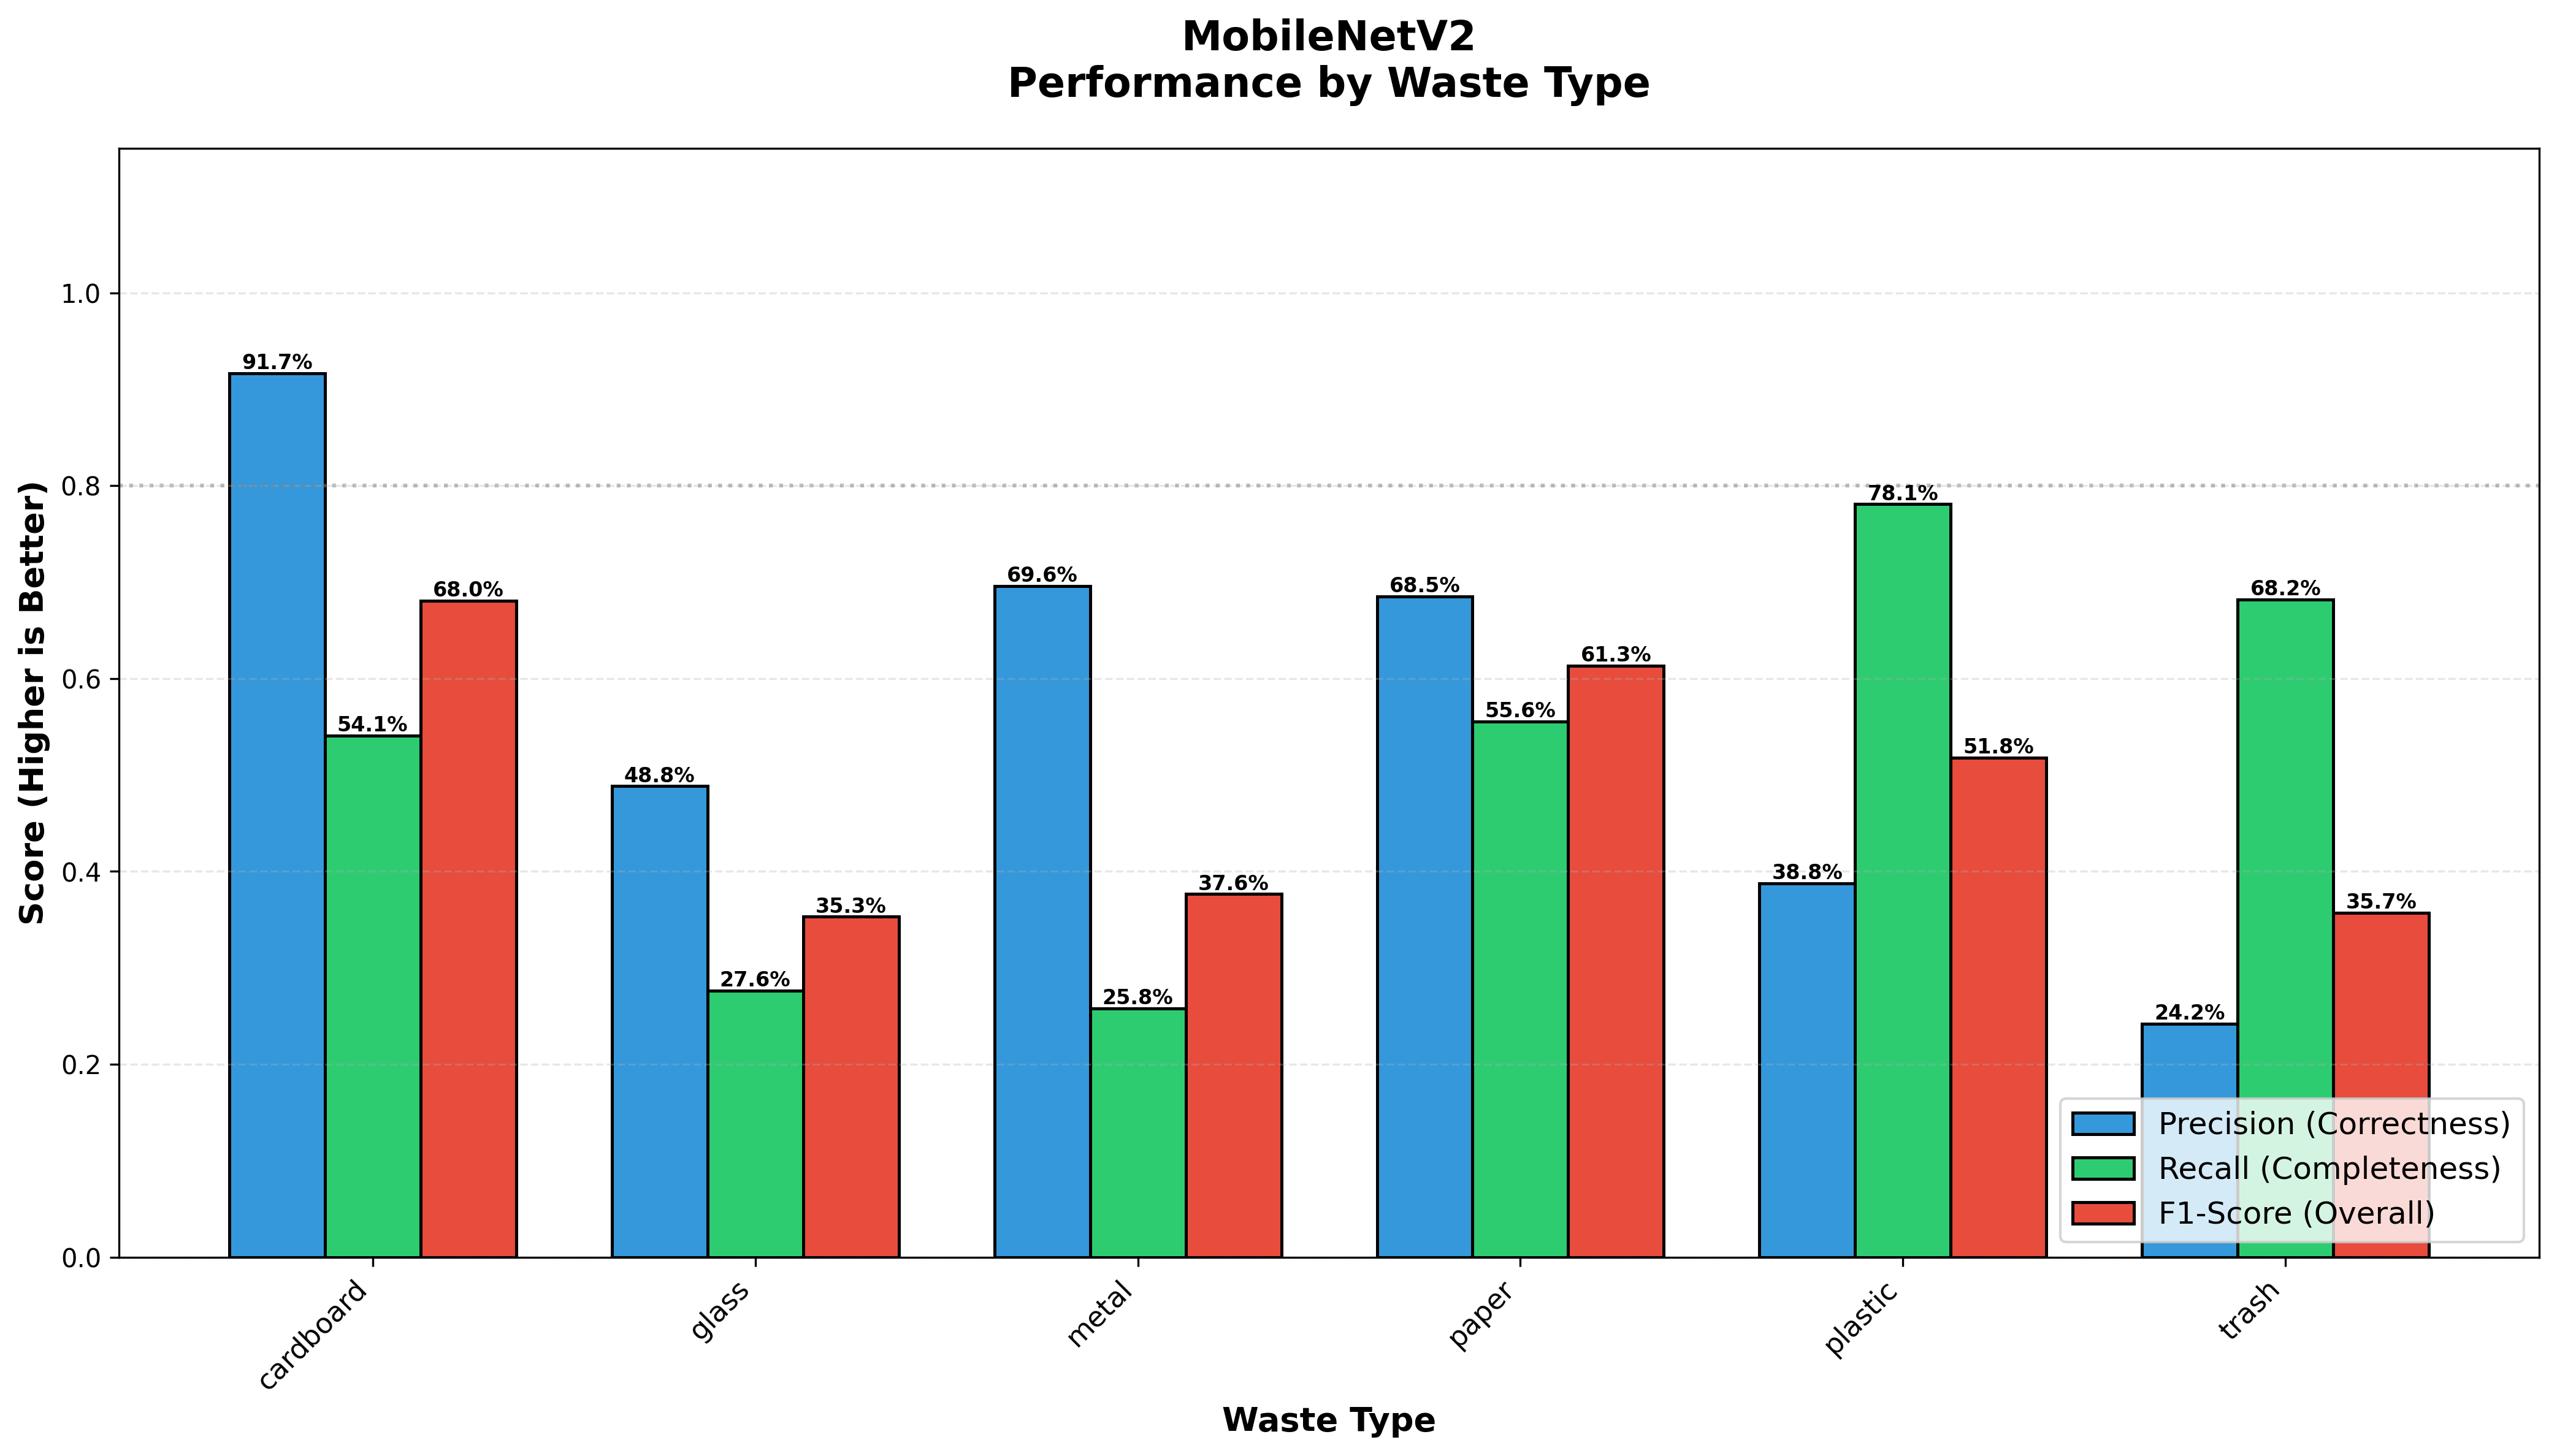 MobileNetV2
Performance by Waste Type
Score (Higher is Better)
1.0
0.8
0.6
0.4
0.2
0.0
91.7%
54.1%
68.0%
48.8%
27.6%
35.3%
69.6%
25.8%
37.6%
68.5%
55.6%
61.3%
38.8%
78.1%
51.8%
24.2%
68.2%
35.7%
Precision (Correctness)
Recall (Completeness)
F1-Score (Overall)
cardboard
glass
metal
paper
plastic
trash
Waste Type